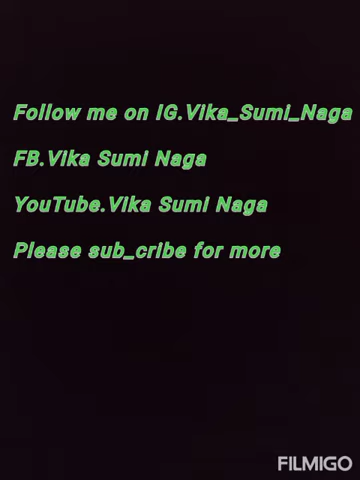 Follow me on IG.Vika_Sumi_Naga
FB.Vika Sumi Naga
YouTube.Vika Sumi Naga
Please sub_cribe for more
FILMIGO